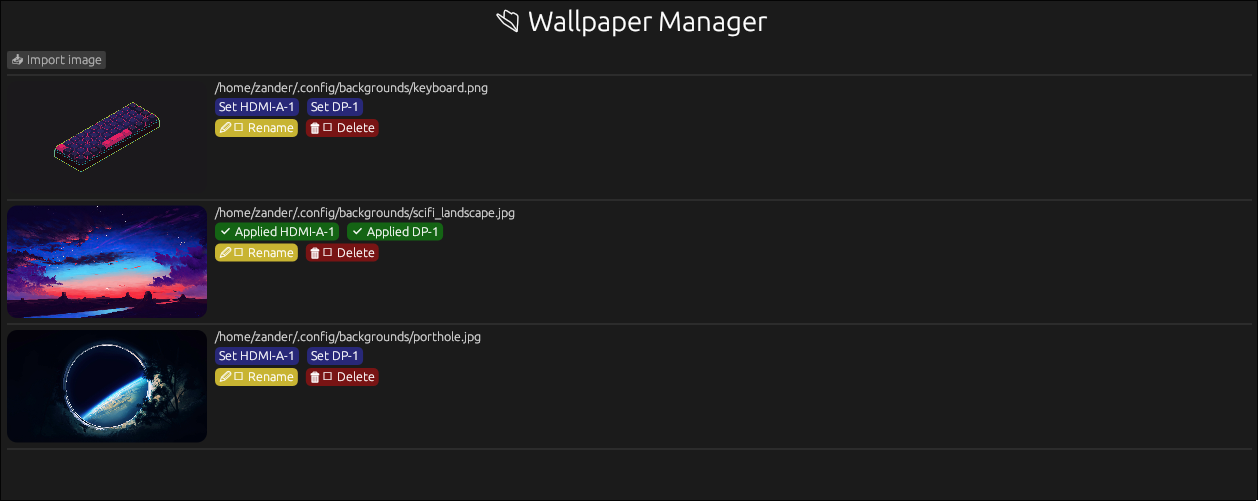 Wallpaper Manager
Import image
/home/zander/.config/backgrounds/keyboard.png
Set HDMI-A-1 Set DP-1
Rename Delete
/home/zander/.config/backgrounds/scifi_landscape.jpg
✓ Applied HDMI-A-1 ✓ Applied DP-1
Rename Delete
/home/zander/.config/backgrounds/porthole.jpg
Set HDMI-A-1 Set DP-1
Rename Delete